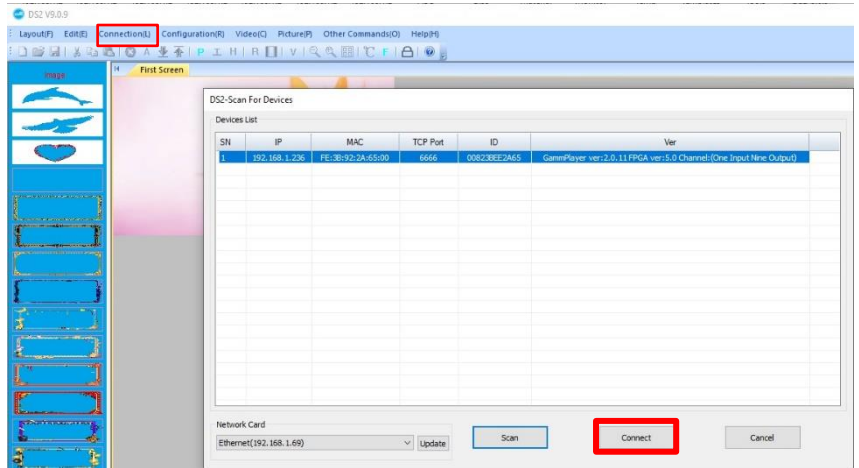 DS2 V9.0.9
Layout(F) Edit(E) Connection(L) Configuration(R) Video(C) Picture(P) Other Commands(O) Help(H)
A P I H R V °C F
image
First Screen
DS2-Scan For Devices
Devices List
SN IP MAC TCP Port ID Ver
1 192.168.1.236 FE:3B:92:2A:65:00 6666 00823BEE2A65 GammPlayer ver:2.0.11 FPGA ver:5.0 Channel:(One Input Nine Output)
Network Card
Ethernet(192.168.1.69) Update Scan Connect Cancel